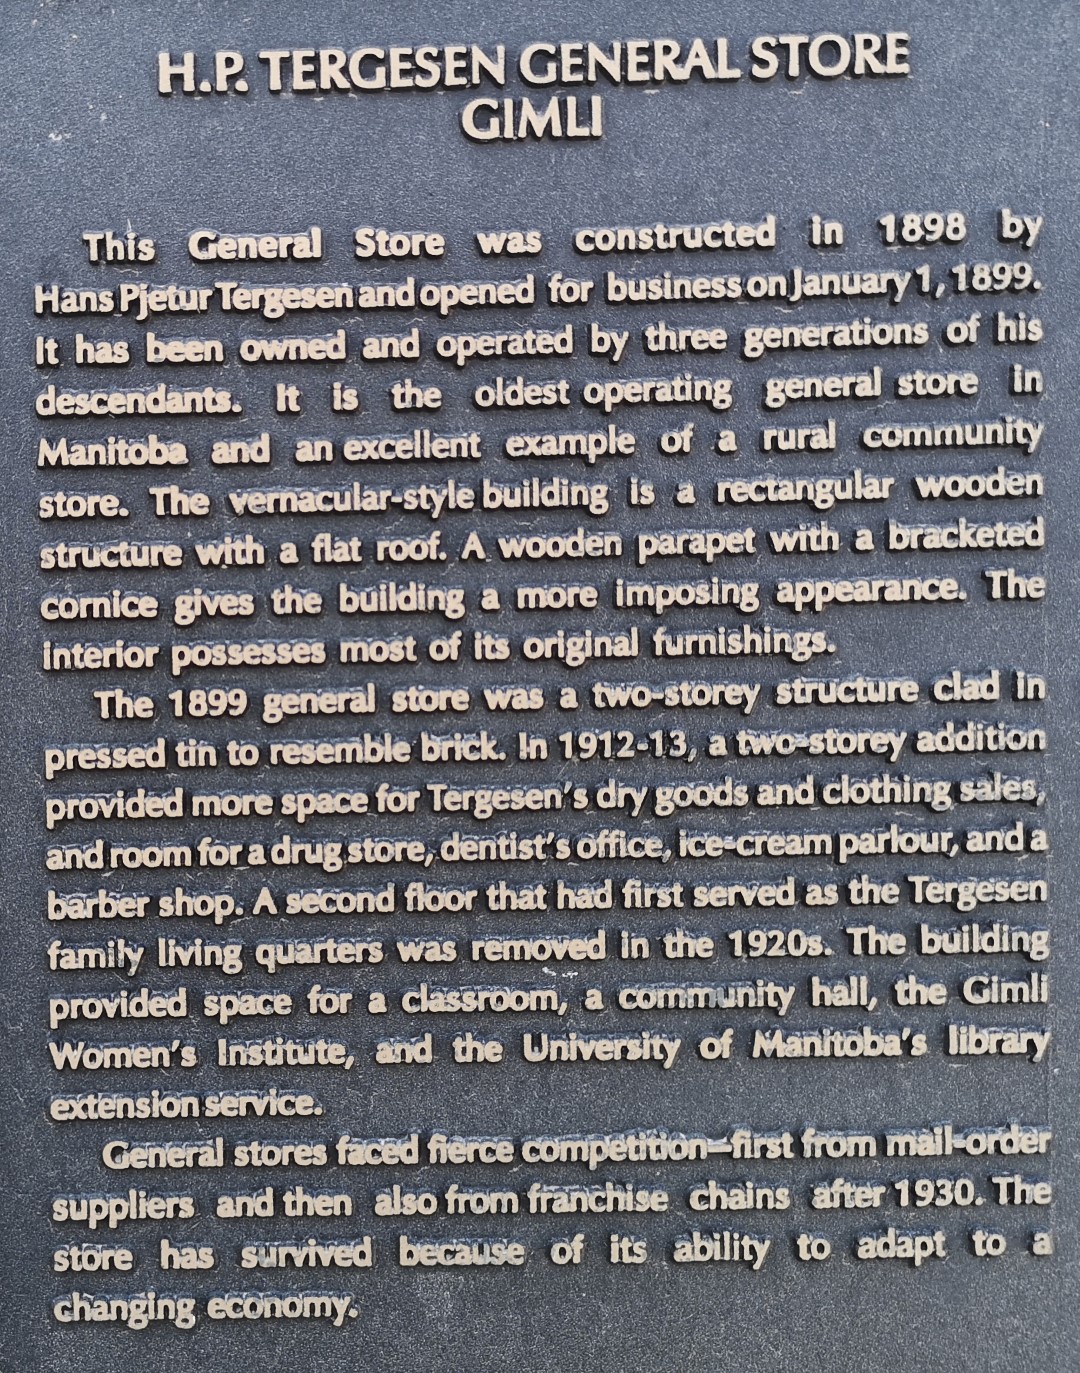 H.P. TERGESEN GENERAL STORE
GIMLI
This General Store was constructed in 1898 by
Hans Pjetur Tergesen and opened for business on January 1, 1899.
It has been owned and operated by three generations of his
descendants. It is the oldest operating general store in
Manitoba and an excellent example of a rural community
store. The vernacular-style building is a rectangular wooden
structure with a flat roof. A wooden parapet with a bracketed
cornice gives the building a more imposing appearance. The
interior possesses most of its original furnishings.
The 1899 general store was a two-storey structure clad in
pressed tin to resemble brick. In 1912-13, a two-storey addition
provided more space for Tergesen's dry goods and clothing sales,
and room for a drug store, dentist's office, ice-cream parlour, and a
barber shop. A second floor that had first served as the Tergesen
family living quarters was removed in the 1920s. The building
provided space for a classroom, a community hall, the Gimli
Women's Institute, and the University of Manitoba's library
extension service.
General stores faced fierce competition—first from mail-order
suppliers and then also from franchise chains after 1930. The
store has survived because of its ability to adapt to a
changing economy.